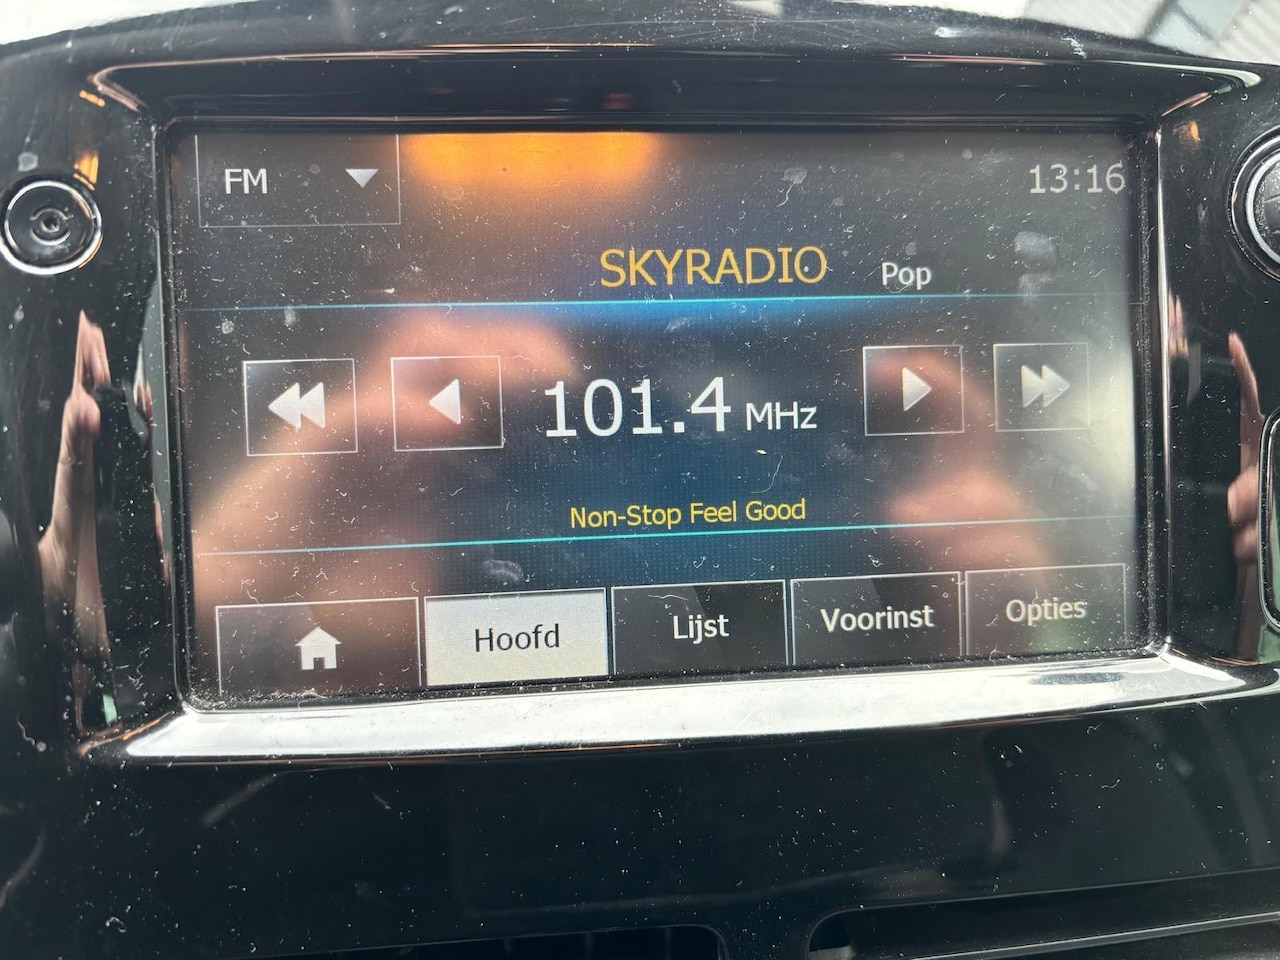 FM
13:16
SKYRADIO Pop
101.4 MHz
Non-Stop Feel Good
Hoofd Lijst Voorinst Opties